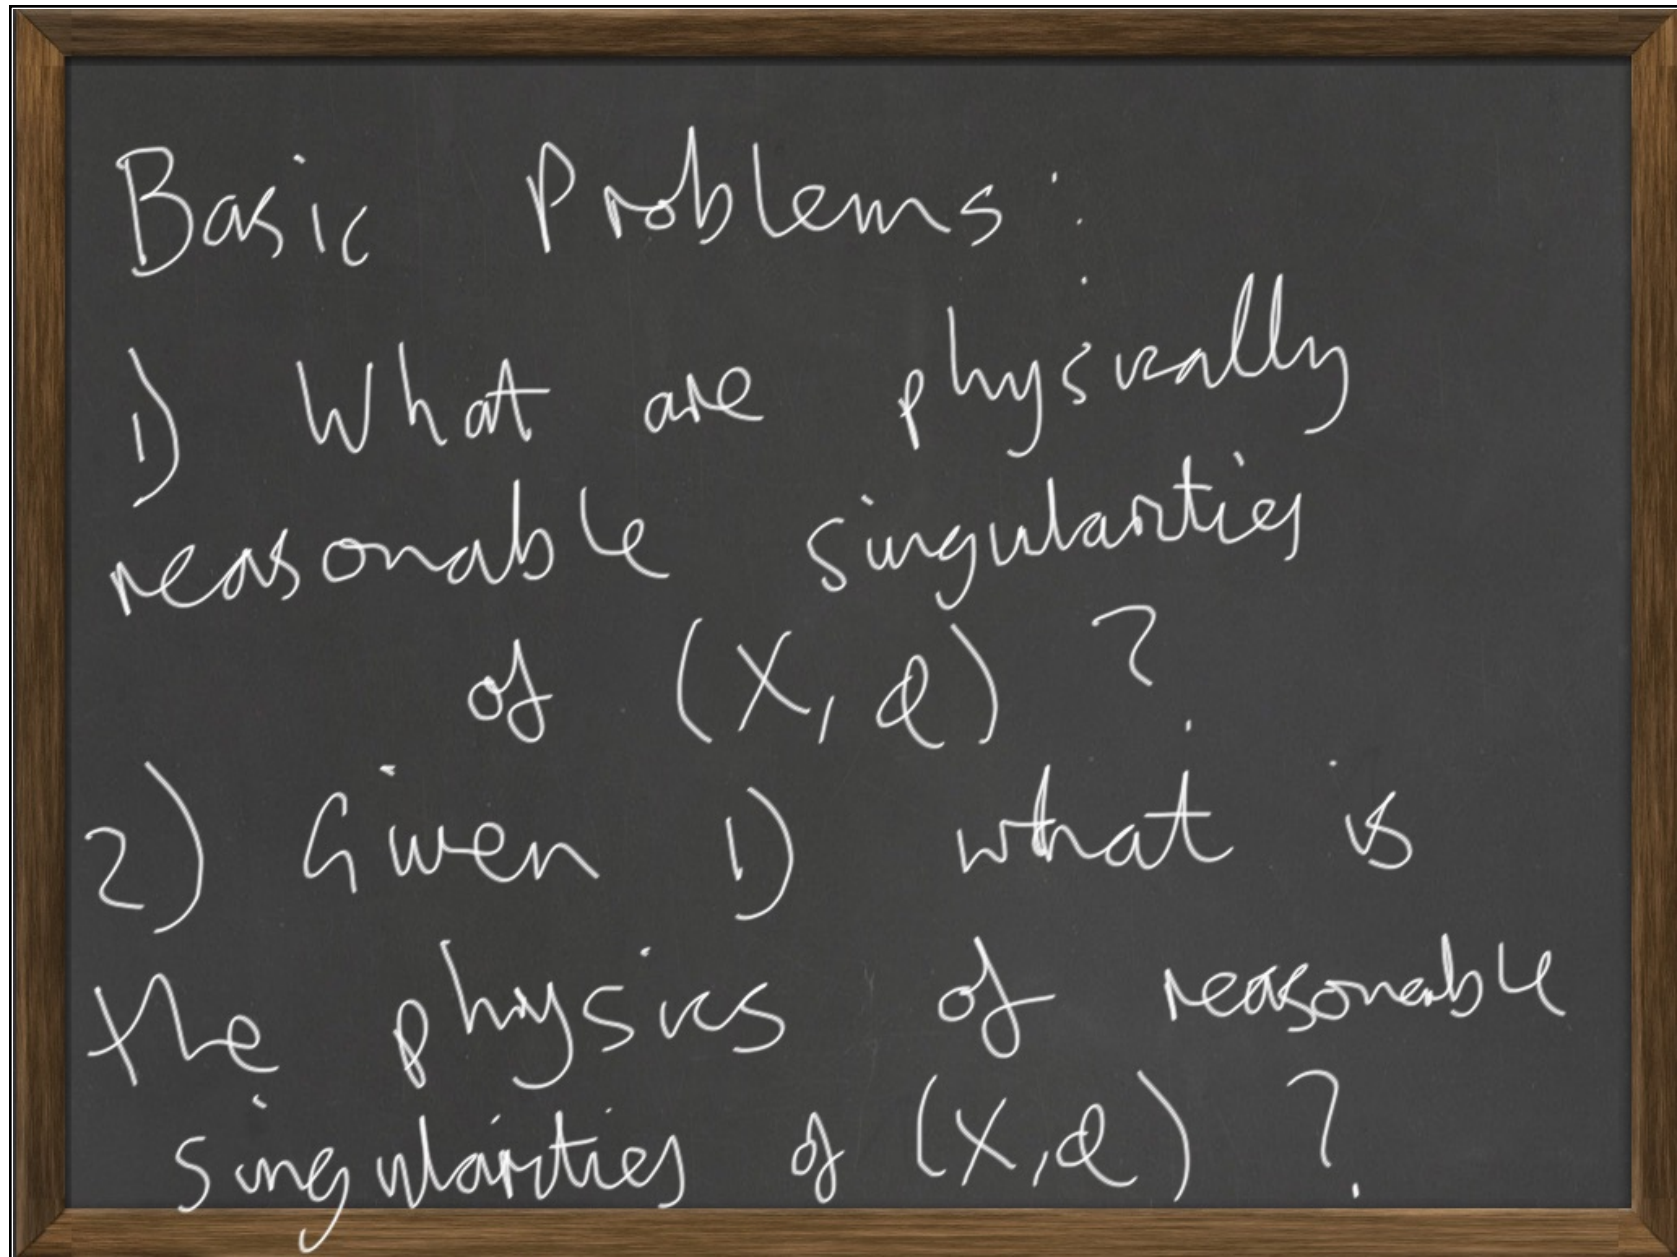 Basic Problems:
1) What are physically
reasonable singularities
of (X, φ) ?
2) Given 1) what is
the physics of reasonable
singularities of (X, φ) ?